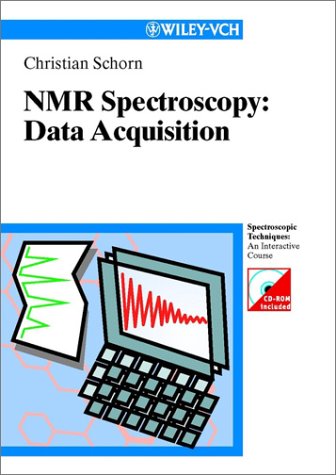 WILEY-VCH
Christian Schorn
NMR Spectroscopy:
Data Acquisition
Spectroscopic
Techniques:
An Interactive
Course
CD-ROM
included